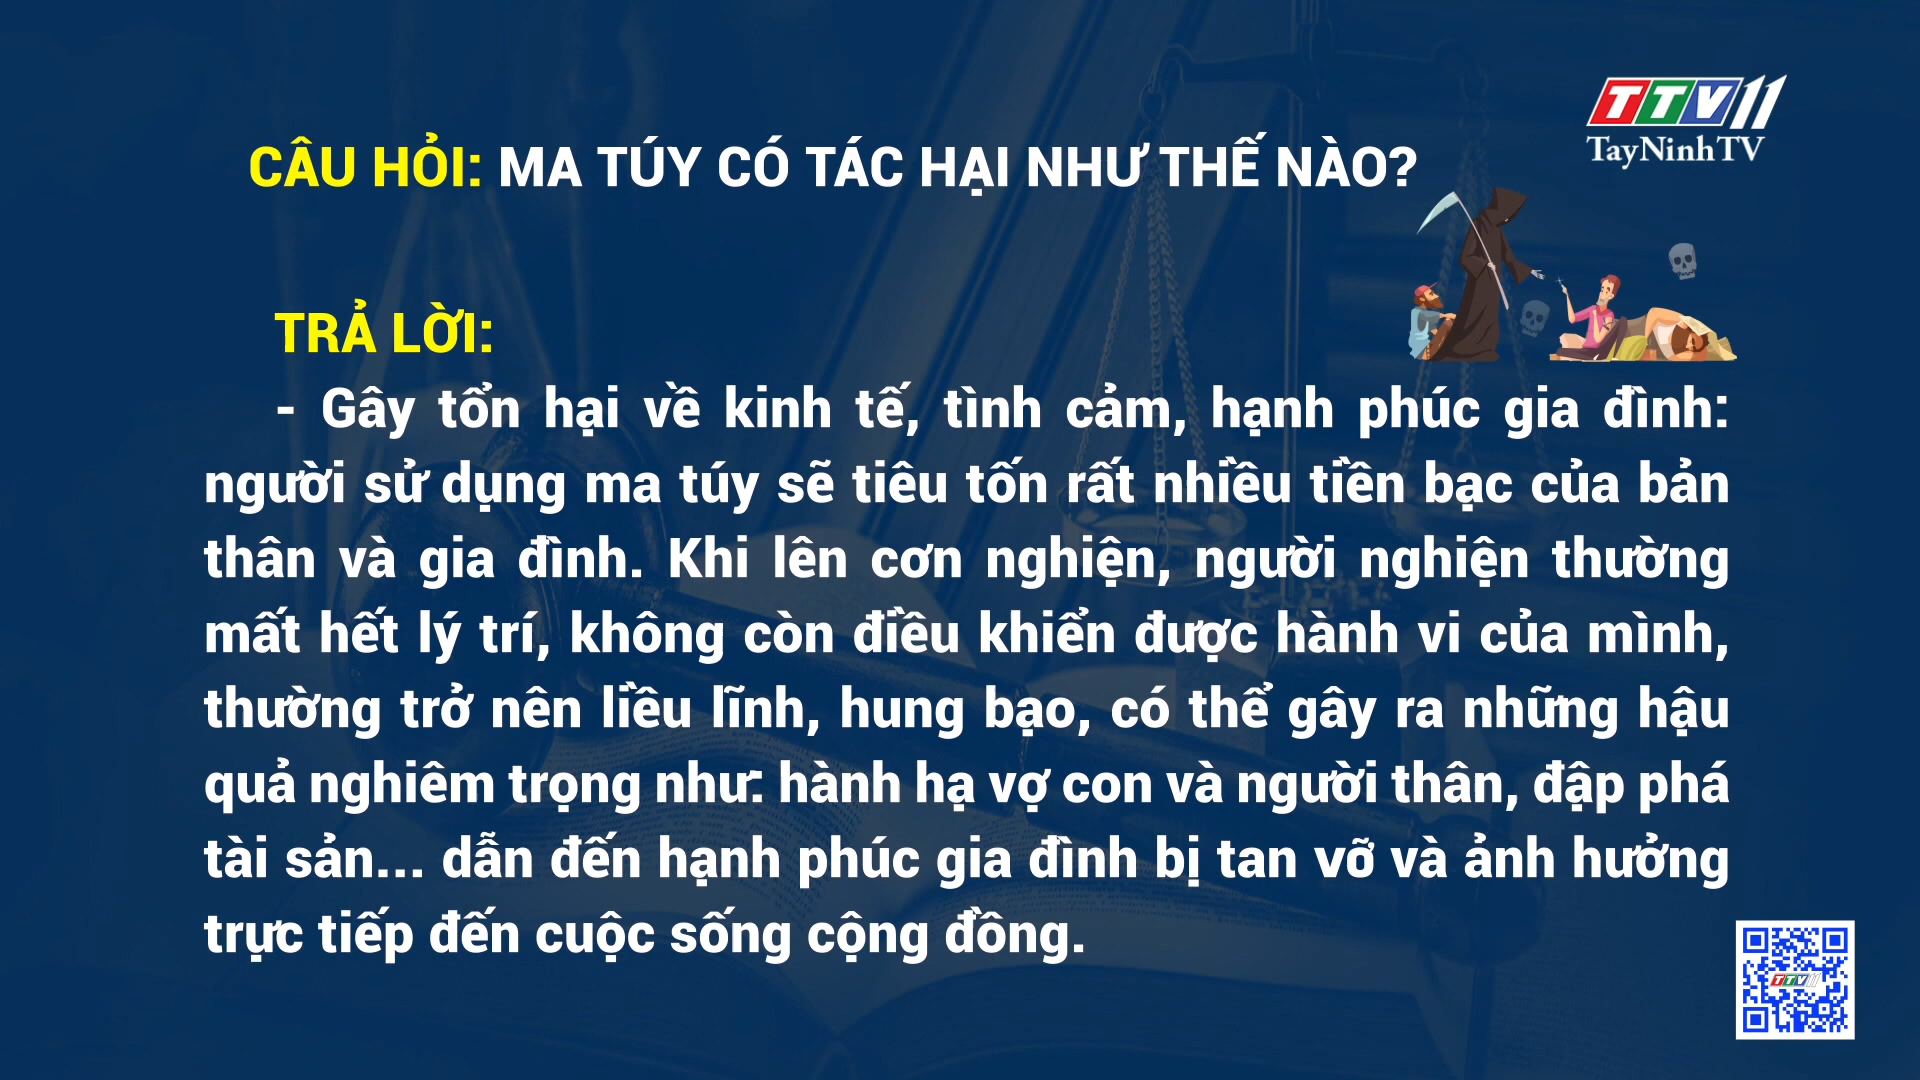 TTV11
TayNinhTV
CÂU HỎI: MA TÚY CÓ TÁC HẠI NHƯ THẾ NÀO?
TRẢ LỜI:
- Gây tổn hại về kinh tế, tình cảm, hạnh phúc gia đình:
người sử dụng ma túy sẽ tiêu tốn rất nhiều tiền bạc của bản
thân và gia đình. Khi lên cơn nghiện, người nghiện thường
mất hết lý trí, không còn điều khiển được hành vi của mình,
thường trở nên liều lĩnh, hung bạo, có thể gây ra những hậu
quả nghiêm trọng như: hành hạ vợ con và người thân, đập phá
tài sản... dẫn đến hạnh phúc gia đình bị tan vỡ và ảnh hưởng
trực tiếp đến cuộc sống cộng đồng.
TTV11